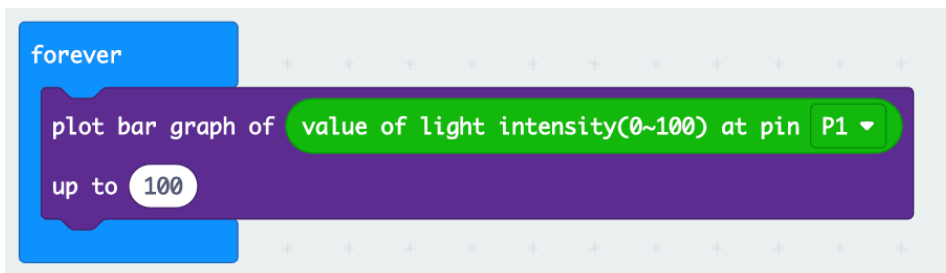 forever
plot bar graph of value of light intensity(0~100) at pin P1
up to 100